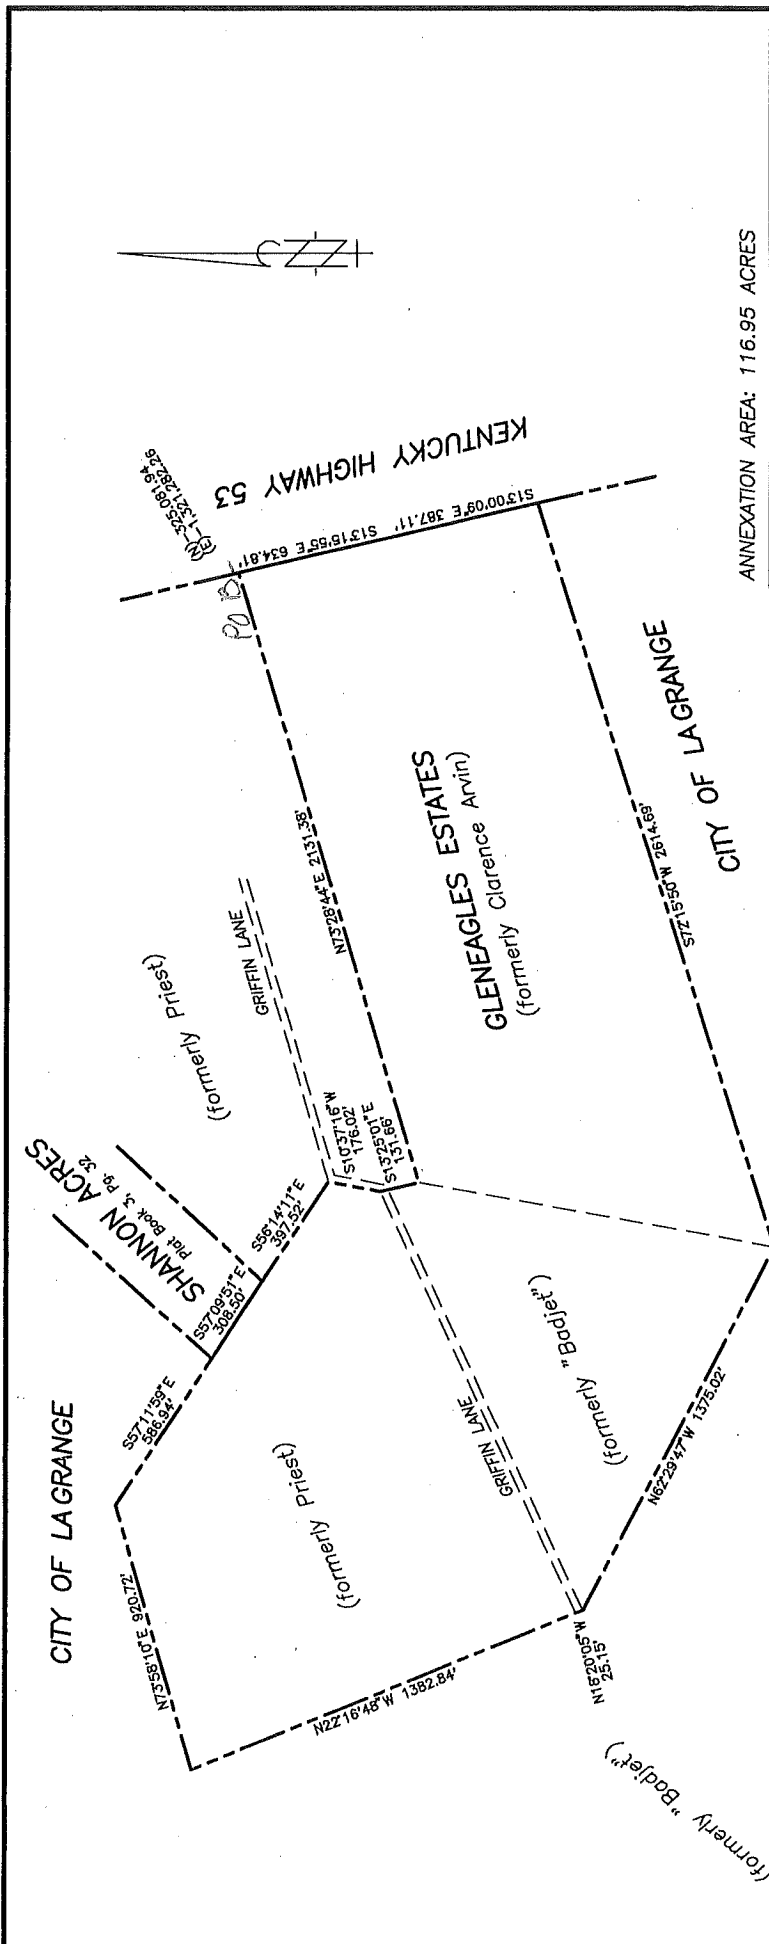 CITY OF LAGRANGE
SHANNON ACRES
Plat Book 3, Pg. 32
(formerly Priest)
GRIFFIN LANE
(N)-325,081.94
(E)-1,321,282.26
POB
KENTUCKY HIGHWAY 53
N73°58'10"E 920.72'
S57°11'59"E
586.94'
S57°09'51"E
308.50'
S56°14'11"E
397.52'
S10°37'16"W
176.02'
S13°25'01"E
131.66'
N73°28'44"E 2131.38'
S13°15'55"E 634.81'
S13°00'09"E 387.11'
GLENEAGLES ESTATES
(formerly Clarence Arvin)
(formerly Priest)
N22°16'48"W 1382.84'
GRIFFIN LANE
(formerly "Badjet")
N16°20'05"W
25.15'
N62°29'47"W 1375.02'
S72°15'50"W 2614.69'
CITY OF LAGRANGE
(formerly "Badjet")
ANNEXATION AREA: 116.95 ACRES